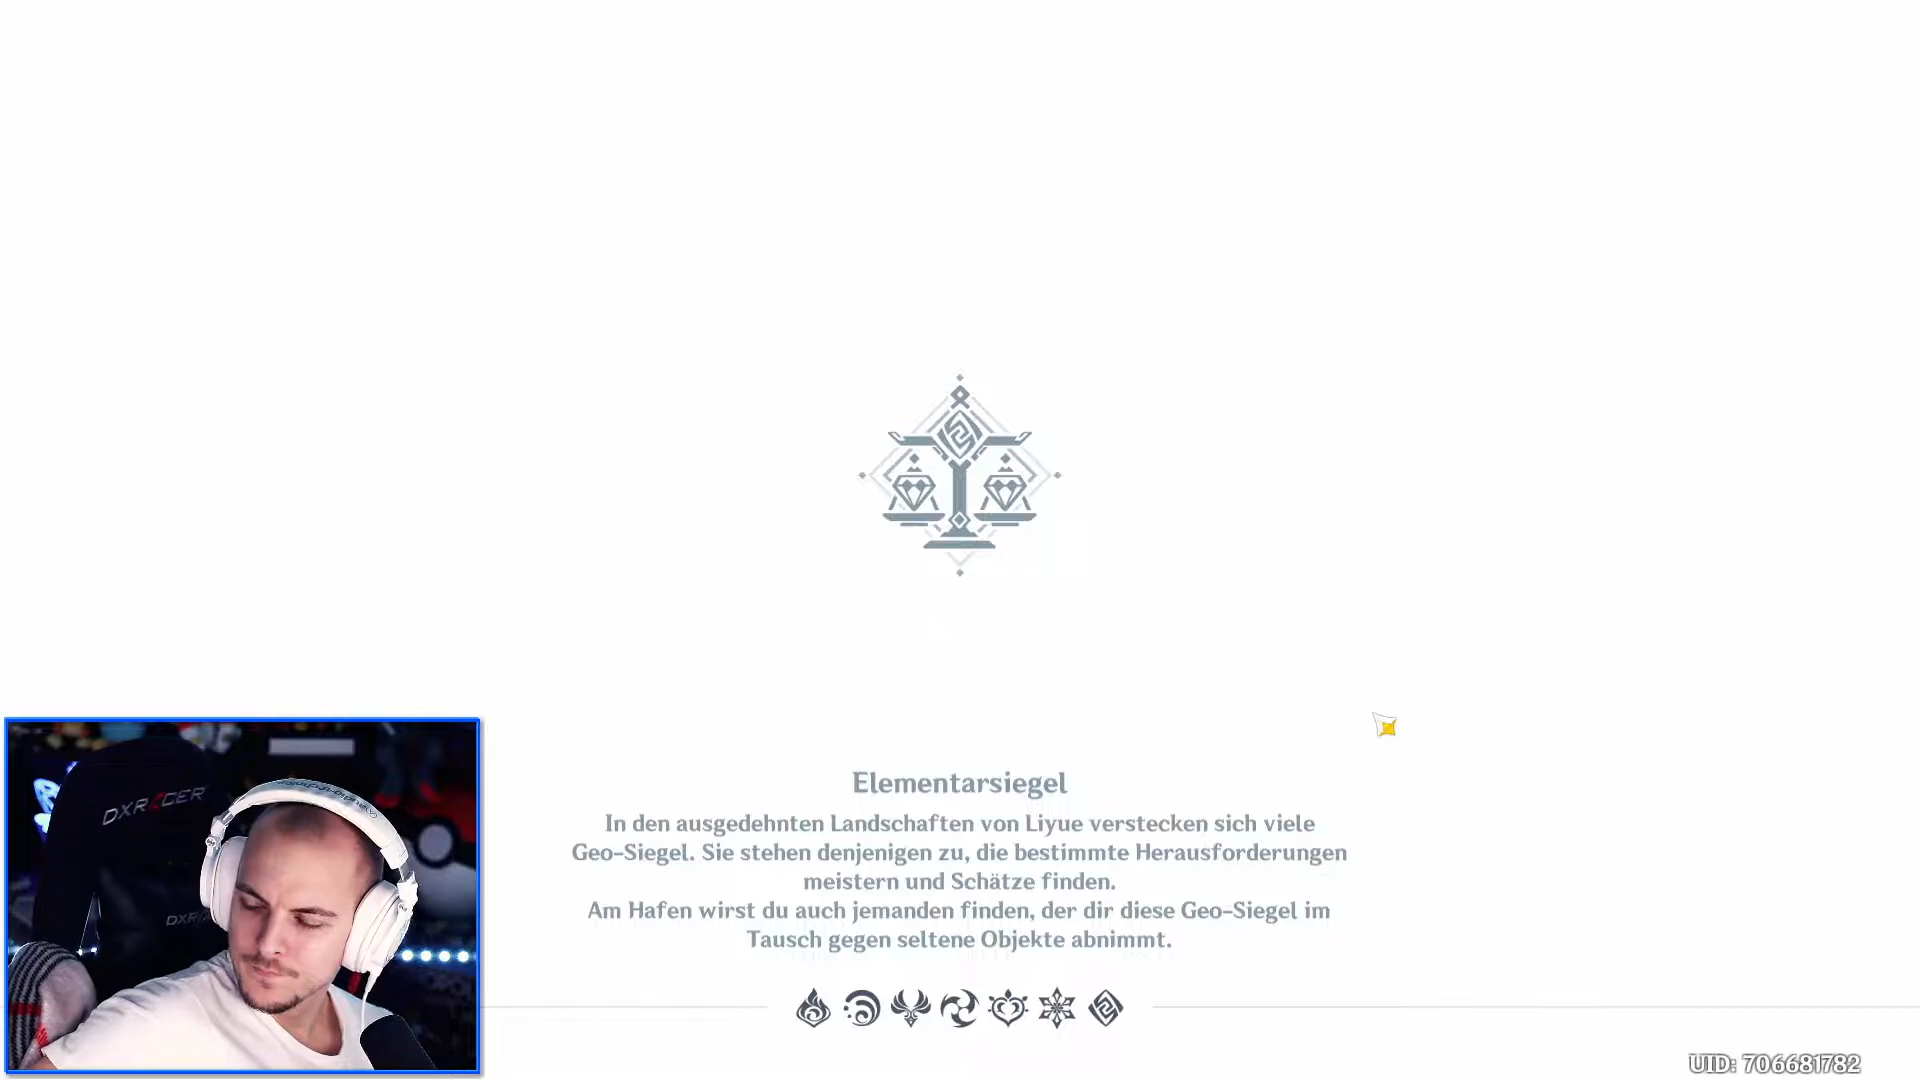 Elementarsiegel
In den ausgedehnten Landschaften von Liyue verstecken sich viele
Geo-Siegel. Sie stehen denjenigen zu, die bestimmte Herausforderungen
meistern und Schätze finden.
Am Hafen wirst du auch jemanden finden, der dir diese Geo-Siegel im
Tausch gegen seltene Objekte abnimmt.
DXRACER
UID: 706681782